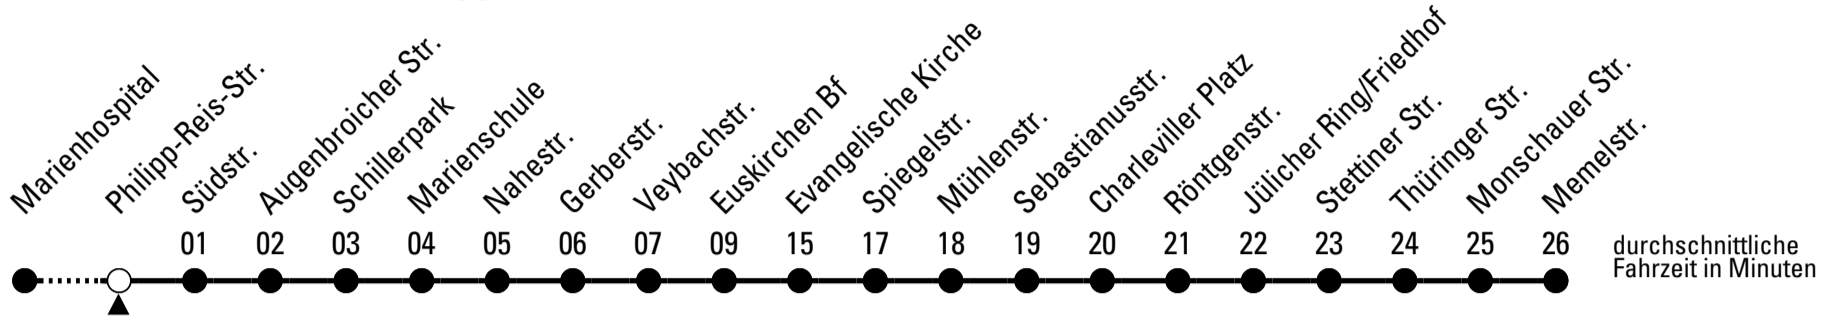 Marienhospital
Philipp-Reis-Str.
Südstr.
Augenbroicher Str.
Schillerpark
Marienschule
Nahestr.
Gerberstr.
Veybachstr.
Euskirchen Bf
Evangelische Kirche
Spiegelstr.
Mühlenstr.
Sebastianusstr.
Charleviller Platz
Röntgenstr.
Jülicher Ring/Friedhof
Stettiner Str.
Thüringer Str.
Monschauer Str.
Memelstr.
01 02 03 04 05 06 07 09 15 17 18 19 20 21 22 23 24 25 26
durchschnittliche
Fahrzeit in Minuten